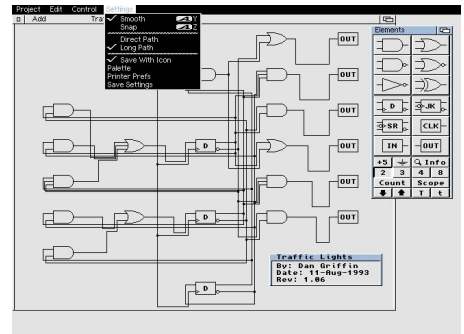 Project Edit Control Settings
Add Tra
Smooth Y
Snap Z
Direct Path
Long Path
Save With Icon
Palette
Printer Prefs
Save Settings
OUT
OUT
OUT
OUT
OUT
OUT
D
D
D
Elements
D JK
SR CLK
IN OUT
+5 Info
2 3 4 8
Count Scope
T t
Traffic Lights
By: Dan Griffin
Date: 11-Aug-1993
Rev: 1.06